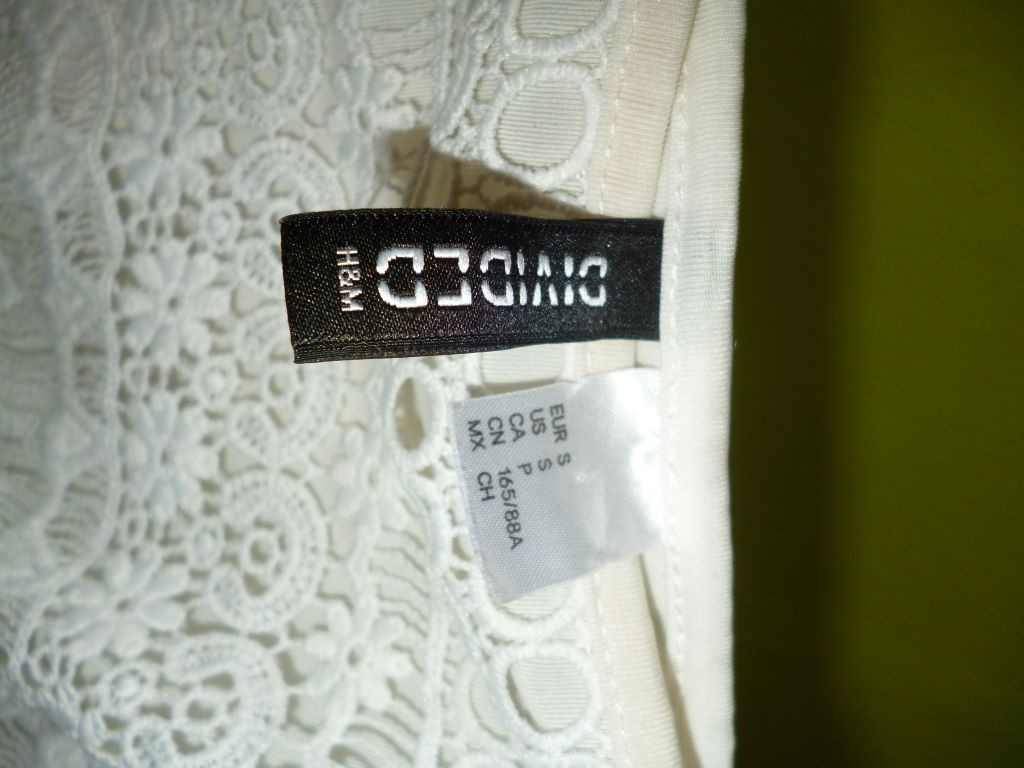 DIVIDED
H&M
EUR S
US S
CA P
CN 165/88A
MX CH